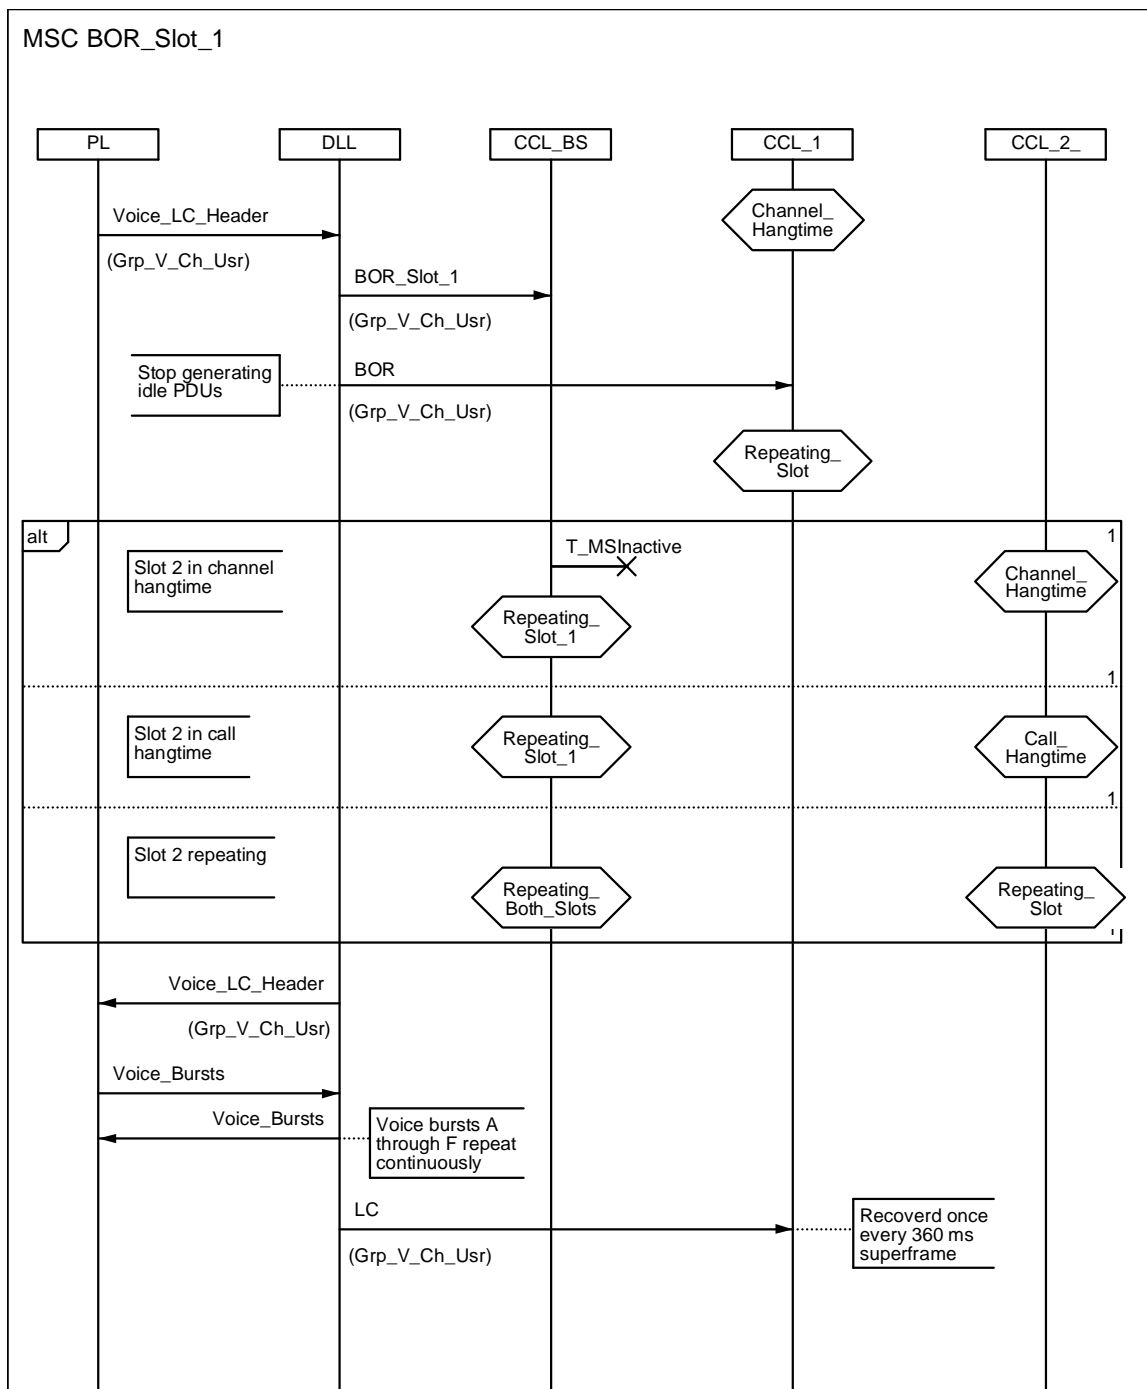 MSC BOR_Slot_1
PL
DLL
CCL_BS
CCL_1
CCL_2_
Voice_LC_Header
(Grp_V_Ch_Usr)
Channel_
Hangtime
BOR_Slot_1
(Grp_V_Ch_Usr)
Stop generating
idle PDUs
BOR
(Grp_V_Ch_Usr)
Repeating_
Slot
alt
1
T_MSInactive
Slot 2 in channel
hangtime
Channel_
Hangtime
Repeating_
Slot_1
1
Slot 2 in call
hangtime
Repeating_
Slot_1
Call_
Hangtime
1
Slot 2 repeating
Repeating_
Both_Slots
Repeating_
Slot
Voice_LC_Header
(Grp_V_Ch_Usr)
Voice_Bursts
Voice_Bursts
Voice bursts A
through F repeat
continuously
LC
(Grp_V_Ch_Usr)
Recoverd once
every 360 ms
superframe